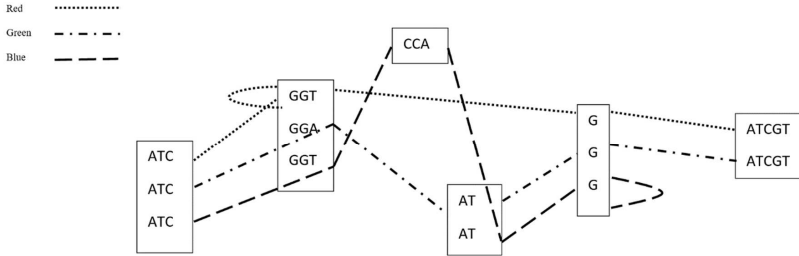 Red
Green
Blue
ATC
ATC
ATC
GGT
GGA
GGT
CCA
AT
AT
G
G
G
ATCGT
ATCGT